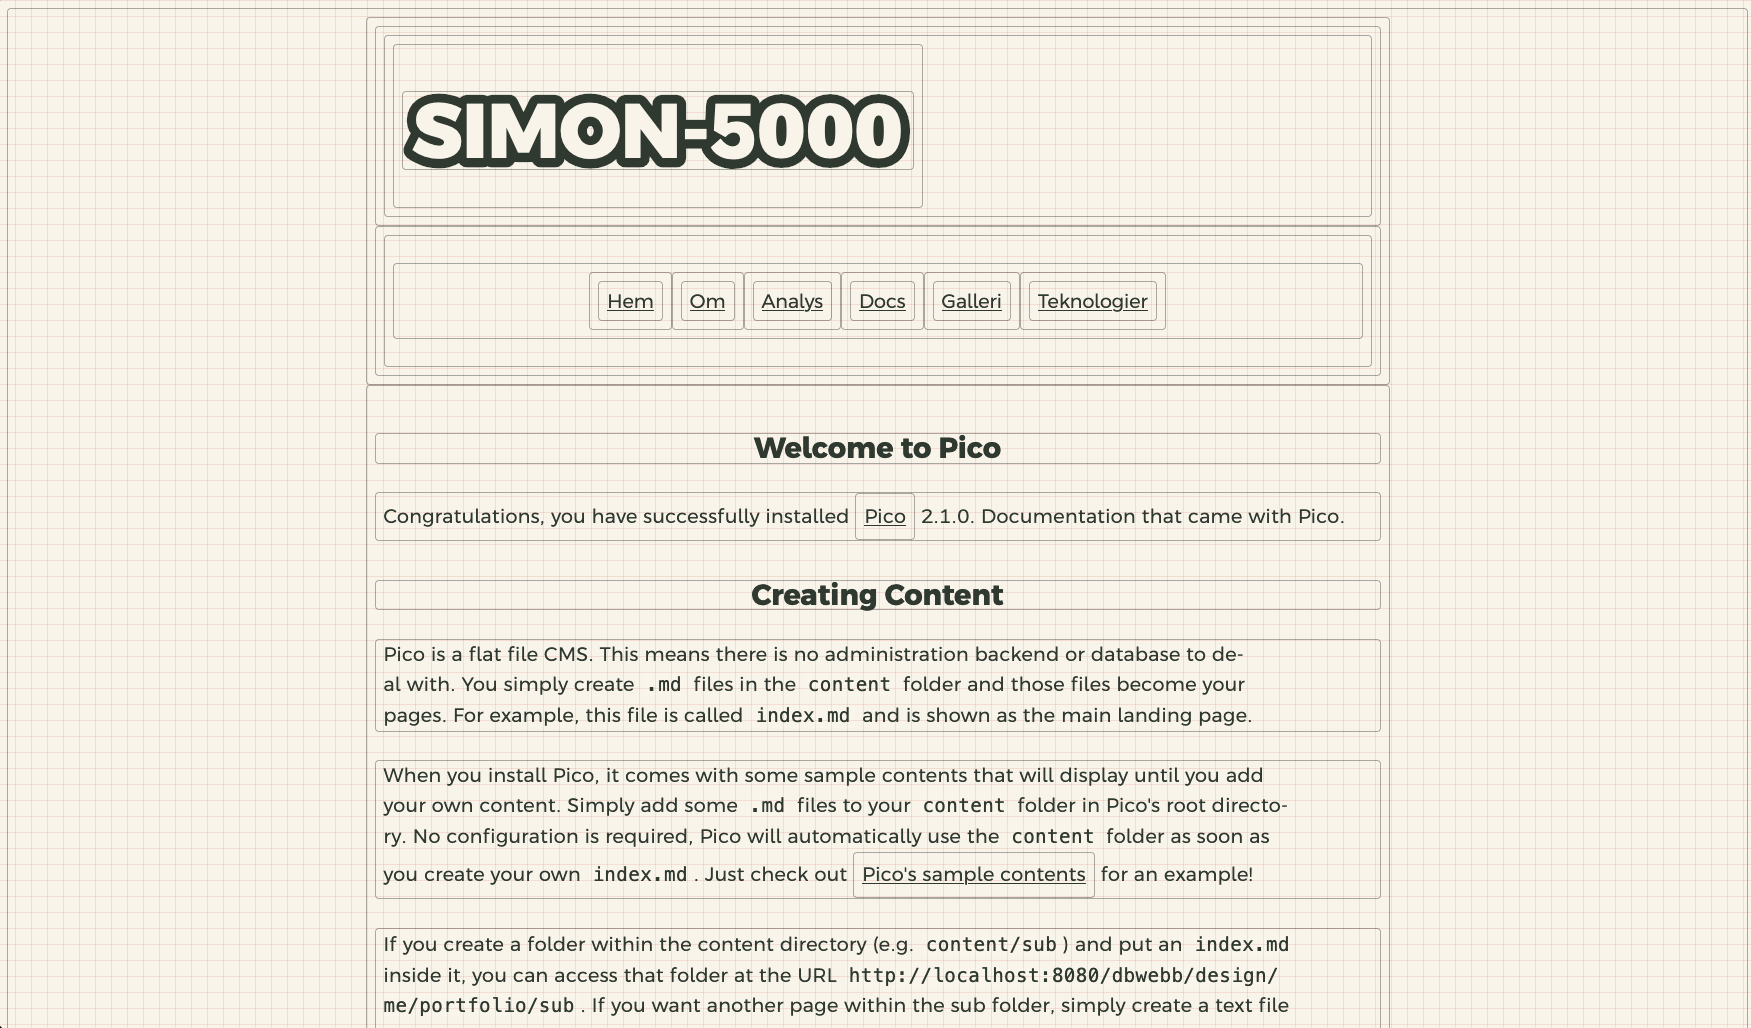 SIMON-5000
Hem Om Analys Docs Galleri Teknologier
Welcome to Pico
Congratulations, you have successfully installed Pico 2.1.0. Documentation that came with Pico.
Creating Content
Pico is a flat file CMS. This means there is no administration backend or database to de-
al with. You simply create .md files in the content folder and those files become your
pages. For example, this file is called index.md and is shown as the main landing page.
When you install Pico, it comes with some sample contents that will display until you add
your own content. Simply add some .md files to your content folder in Pico's root directo-
ry. No configuration is required, Pico will automatically use the content folder as soon as
you create your own index.md . Just check out Pico's sample contents for an example!
If you create a folder within the content directory (e.g. content/sub ) and put an index.md
inside it, you can access that folder at the URL http://localhost:8080/dbwebb/design/
me/portfolio/sub . If you want another page within the sub folder, simply create a text file